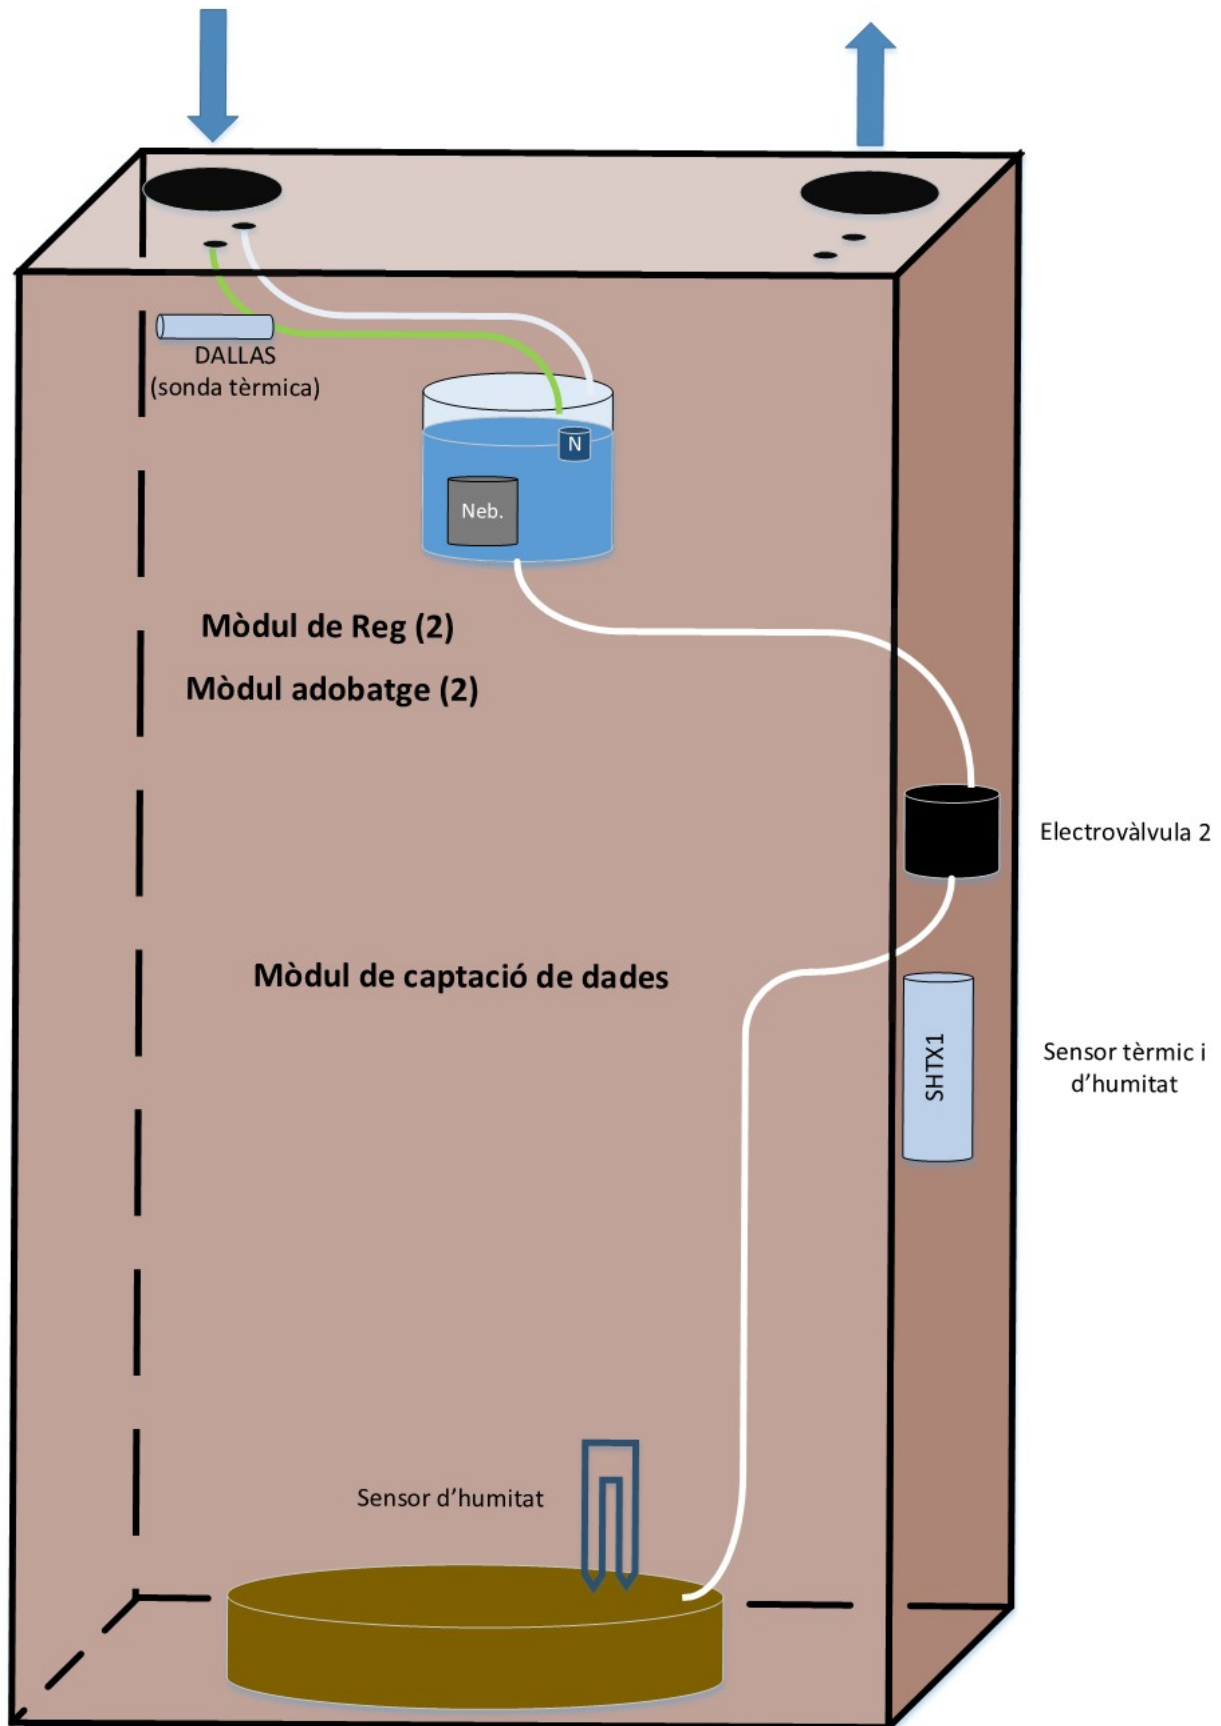 DALLAS
(sonda tèrmica)
N
Neb.
Mòdul de Reg (2)
Mòdul adobatge (2)
Electrovàlvula 2
Mòdul de captació de dades
SHTX1
Sensor tèrmic i
d’humitat
Sensor d’humitat